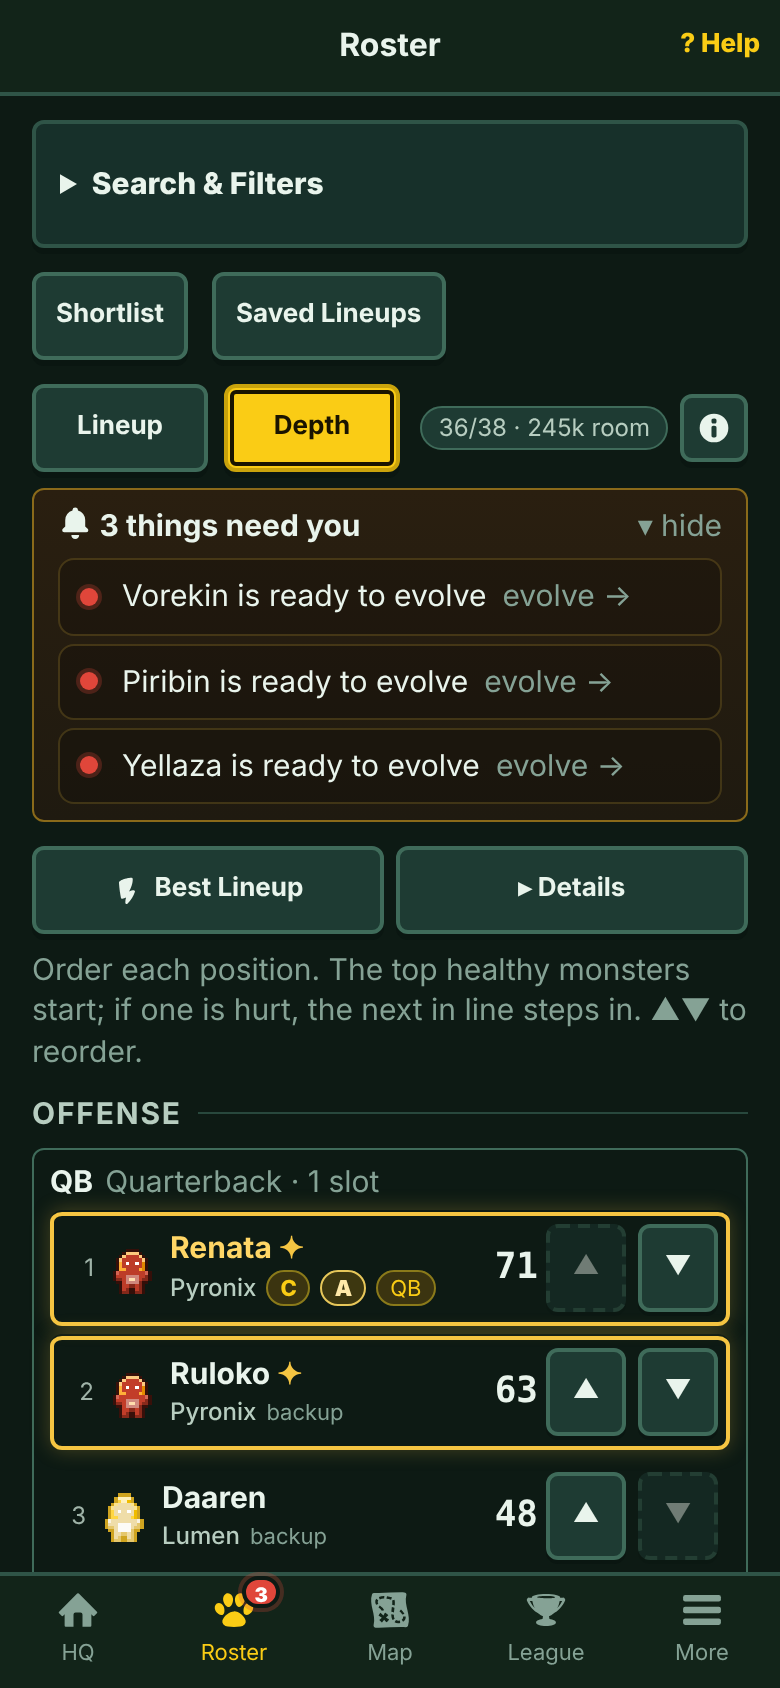 Roster
? Help
▶ Search & Filters
Shortlist
Saved Lineups
Lineup
Depth
36/38 · 245k room
3 things need you
▾ hide
Vorekin is ready to evolve evolve →
Piribin is ready to evolve evolve →
Yellaza is ready to evolve evolve →
Best Lineup
▸ Details
Order each position. The top healthy monsters
start; if one is hurt, the next in line steps in. ▲▼ to
reorder.
OFFENSE
QB Quarterback · 1 slot
1
Renata ✦
Pyronix C A QB
71
▲ ▼
2
Ruloko ✦
Pyronix backup
63
▲ ▼
3
Daaren
Lumen backup
48
▲ ▼
3
HQ
Roster
Map
League
More